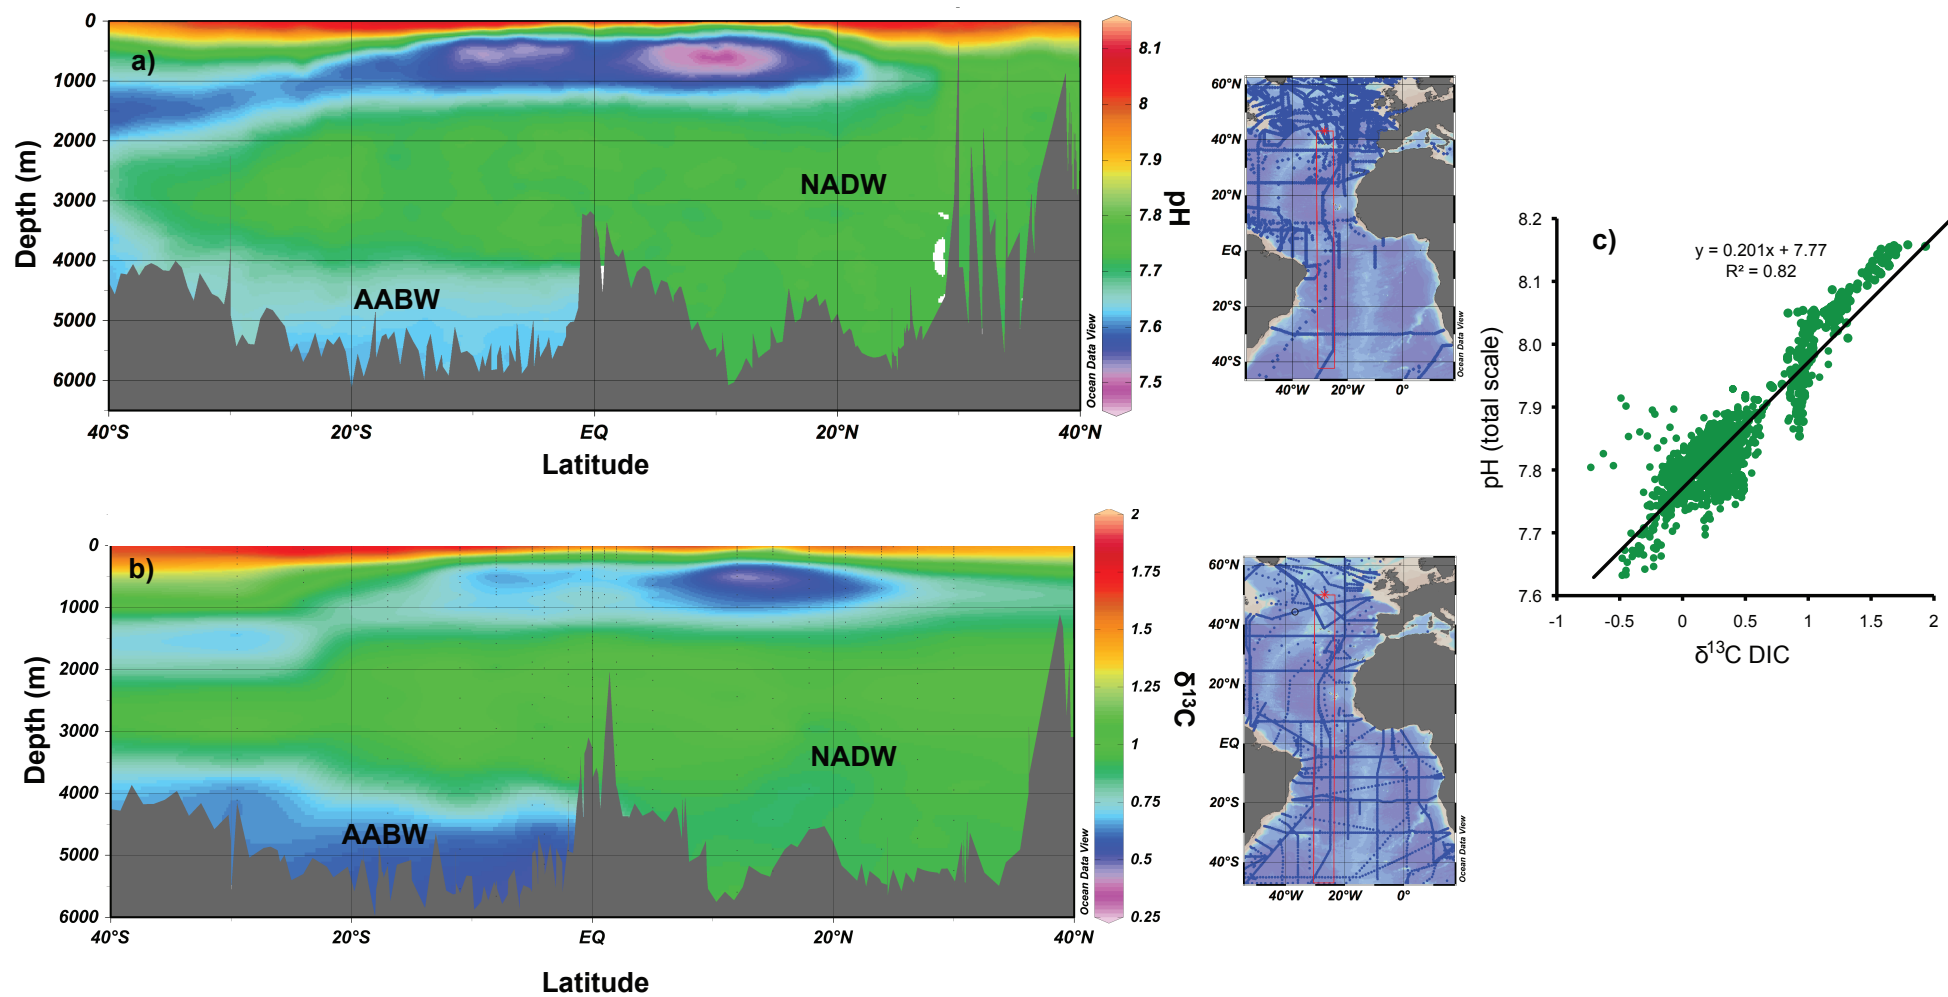 a)
0
1000
2000
3000
4000
5000
6000
Depth (m)
NADW
AABW
Ocean Data View
40°S
20°S
EQ
20°N
40°N
Latitude
8.1
8
7.9
7.8
7.7
7.6
7.5
pH
60°N
40°N
20°N
EQ
20°S
40°S
40°W
20°W
0°
Ocean Data View
c)
y = 0.201x + 7.77
R² = 0.82
8.2
8.1
8.0
7.9
7.8
7.7
7.6
pH (total scale)
-1
-0.5
0
0.5
1
1.5
2
δ¹³C DIC
b)
0
1000
2000
3000
4000
5000
6000
Depth (m)
NADW
AABW
Ocean Data View
40°S
20°S
EQ
20°N
40°N
Latitude
2
1.75
1.5
1.25
1
0.75
0.5
0.25
δ¹³C
60°N
40°N
20°N
EQ
20°S
40°S
40°W
20°W
0°
Ocean Data View